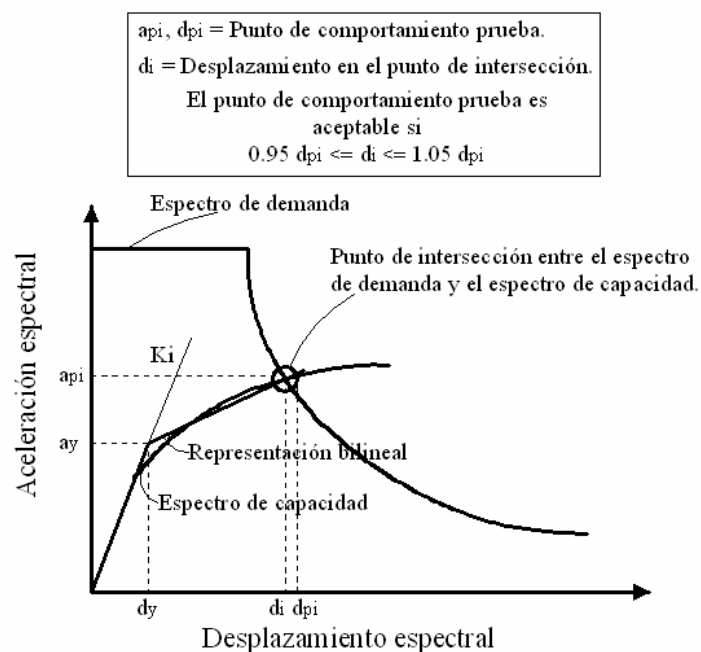 api, dpi = Punto de comportamiento prueba.
di = Desplazamiento en el punto de intersección.
El punto de comportamiento prueba es
aceptable si
0.95 dpi <= di <= 1.05 dpi
Espectro de demanda
Punto de intersección entre el espectro
de demanda y el espectro de capacidad.
Aceleración espectral
Ki
api
ay
Representación bilineal
Espectro de capacidad
dy
di
dpi
Desplazamiento espectral